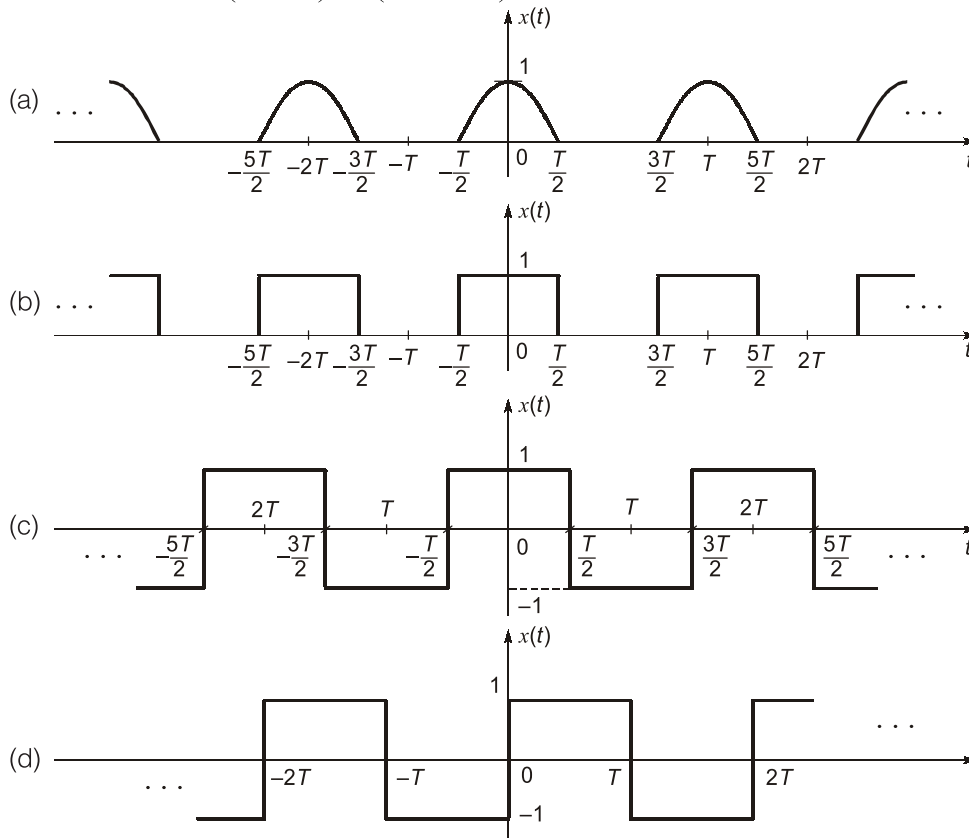 x(t)
1
(a)
. . .
. . .
−5T/2 −2T −3T/2 −T −T/2 0 T/2 3T/2 T 5T/2 2T t
x(t)
1
(b)
. . .
. . .
−5T/2 −2T −3T/2 −T −T/2 0 T/2 3T/2 T 5T/2 2T t
x(t)
1
2T T T 2T
(c)
. . . −5T/2 −3T/2 −T/2 0 T/2 3T/2 5T/2 . . . t
−1
x(t)
1
. . .
(d)
. . . −2T −T 0 T 2T
−1